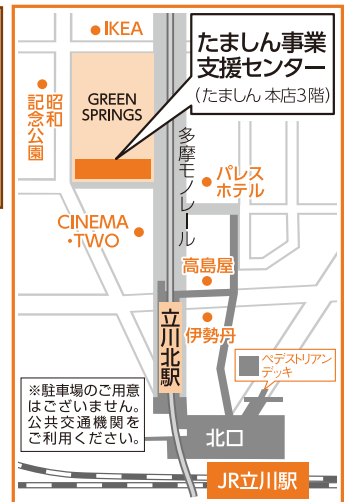 IKEA
たましん事業
支援センター
(たましん 本店3階)
GREEN
SPRINGS
昭和
記念公園
多摩モノレール
パレス
ホテル
CINEMA
・TWO
高島屋
伊勢丹
立川北駅
ペデストリアン
デッキ
※駐車場のご用意
はございません。
公共交通機関を
ご利用ください。
北口
JR立川駅